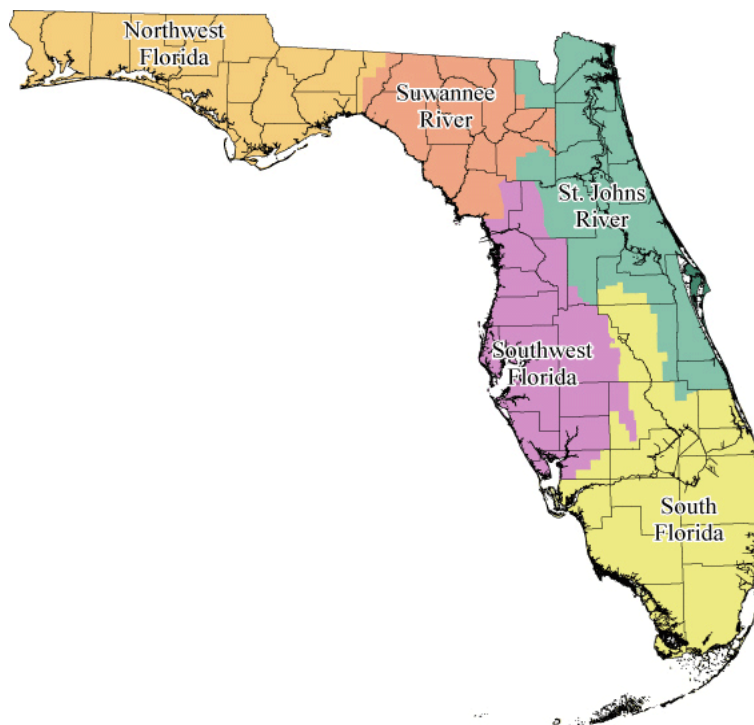 Northwest
Florida
Suwannee
River
St. Johns
River
Southwest
Florida
South
Florida